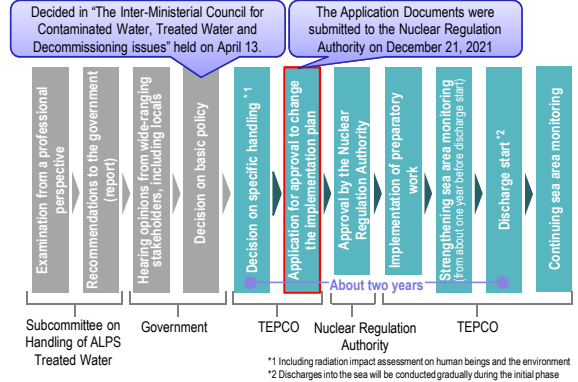 Decided in “The Inter-Ministerial Council for
Contaminated Water, Treated Water and
Decommissioning issues” held on April 13.
The Application Documents were
submitted to the Nuclear Regulation
Authority on December 21, 2021
Examination from a professional
perspective
Recommendations to the government
(report)
Hearing opinions from wide-ranging
stakeholders, including locals
Decision on basic policy
Decision on specific handling *1
Application for approval to change
the implementation plan
Approval by the Nuclear
Regulation Authority
Implementation of preparatory
work
Strengthening sea area monitoring
(from about one year before discharge start)
Discharge start *2
Continuing sea area monitoring
About two years
Subcommittee on
Handling of ALPS
Treated Water
Government
TEPCO
Nuclear Regulation
Authority
TEPCO
*1 Including radiation impact assessment on human beings and the environment
*2 Discharges into the sea will be conducted gradually during the initial phase